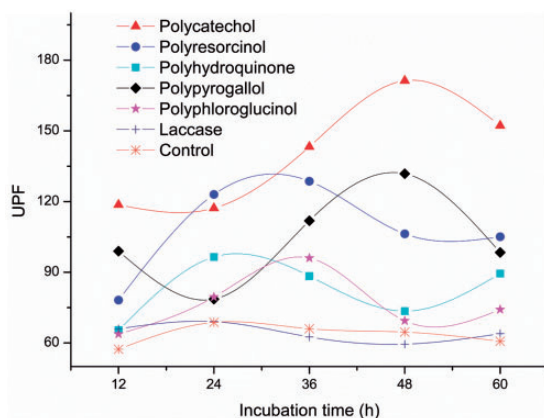 Polycatechol
Polyresorcinol
Polyhydroquinone
Polypyrogallol
Polyphloroglucinol
Laccase
Control
180
150
120
90
60
UPF
12 24 36 48 60
Incubation time (h)